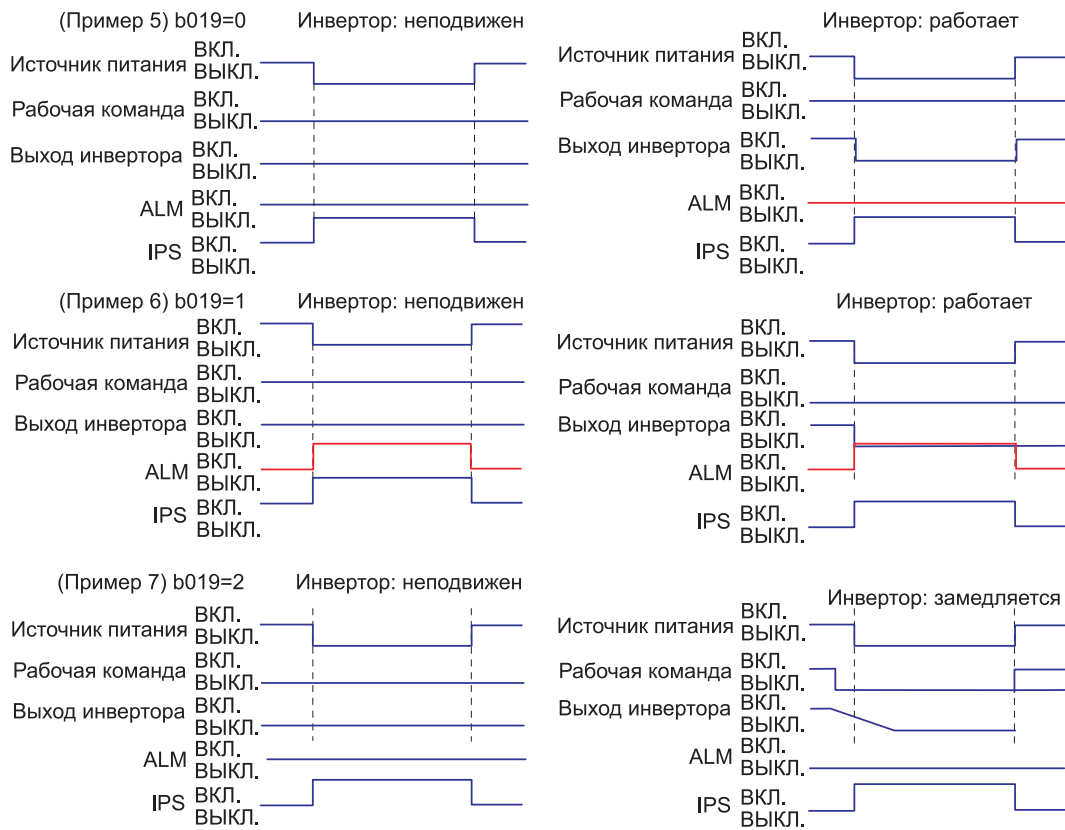 (Пример 5) b019=0
Инвертор: неподвижен
Источник питания
ВКЛ.
ВЫКЛ.
Рабочая команда
ВКЛ.
ВЫКЛ.
Выход инвертора
ВКЛ.
ВЫКЛ.
ALM
ВКЛ.
ВЫКЛ.
IPS
ВКЛ.
ВЫКЛ.
Инвертор: работает
Источник питания
ВКЛ.
ВЫКЛ.
Рабочая команда
ВКЛ.
ВЫКЛ.
Выход инвертора
ВКЛ.
ВЫКЛ.
ALM
ВКЛ.
ВЫКЛ.
IPS
ВКЛ.
ВЫКЛ.
(Пример 6) b019=1
Инвертор: неподвижен
Источник питания
ВКЛ.
ВЫКЛ.
Рабочая команда
ВКЛ.
ВЫКЛ.
Выход инвертора
ВКЛ.
ВЫКЛ.
ALM
ВКЛ.
ВЫКЛ.
IPS
ВКЛ.
ВЫКЛ.
Инвертор: работает
Источник питания
ВКЛ.
ВЫКЛ.
Рабочая команда
ВКЛ.
ВЫКЛ.
Выход инвертора
ВКЛ.
ВЫКЛ.
ALM
ВКЛ.
ВЫКЛ.
IPS
ВКЛ.
ВЫКЛ.
(Пример 7) b019=2
Инвертор: неподвижен
Источник питания
ВКЛ.
ВЫКЛ.
Рабочая команда
ВКЛ.
ВЫКЛ.
Выход инвертора
ВКЛ.
ВЫКЛ.
ALM
ВКЛ.
ВЫКЛ.
IPS
ВКЛ.
ВЫКЛ.
Инвертор: замедляется
Источник питания
ВКЛ.
ВЫКЛ.
Рабочая команда
ВКЛ.
ВЫКЛ.
Выход инвертора
ВКЛ.
ВЫКЛ.
ALM
ВКЛ.
ВЫКЛ.
IPS
ВКЛ.
ВЫКЛ.